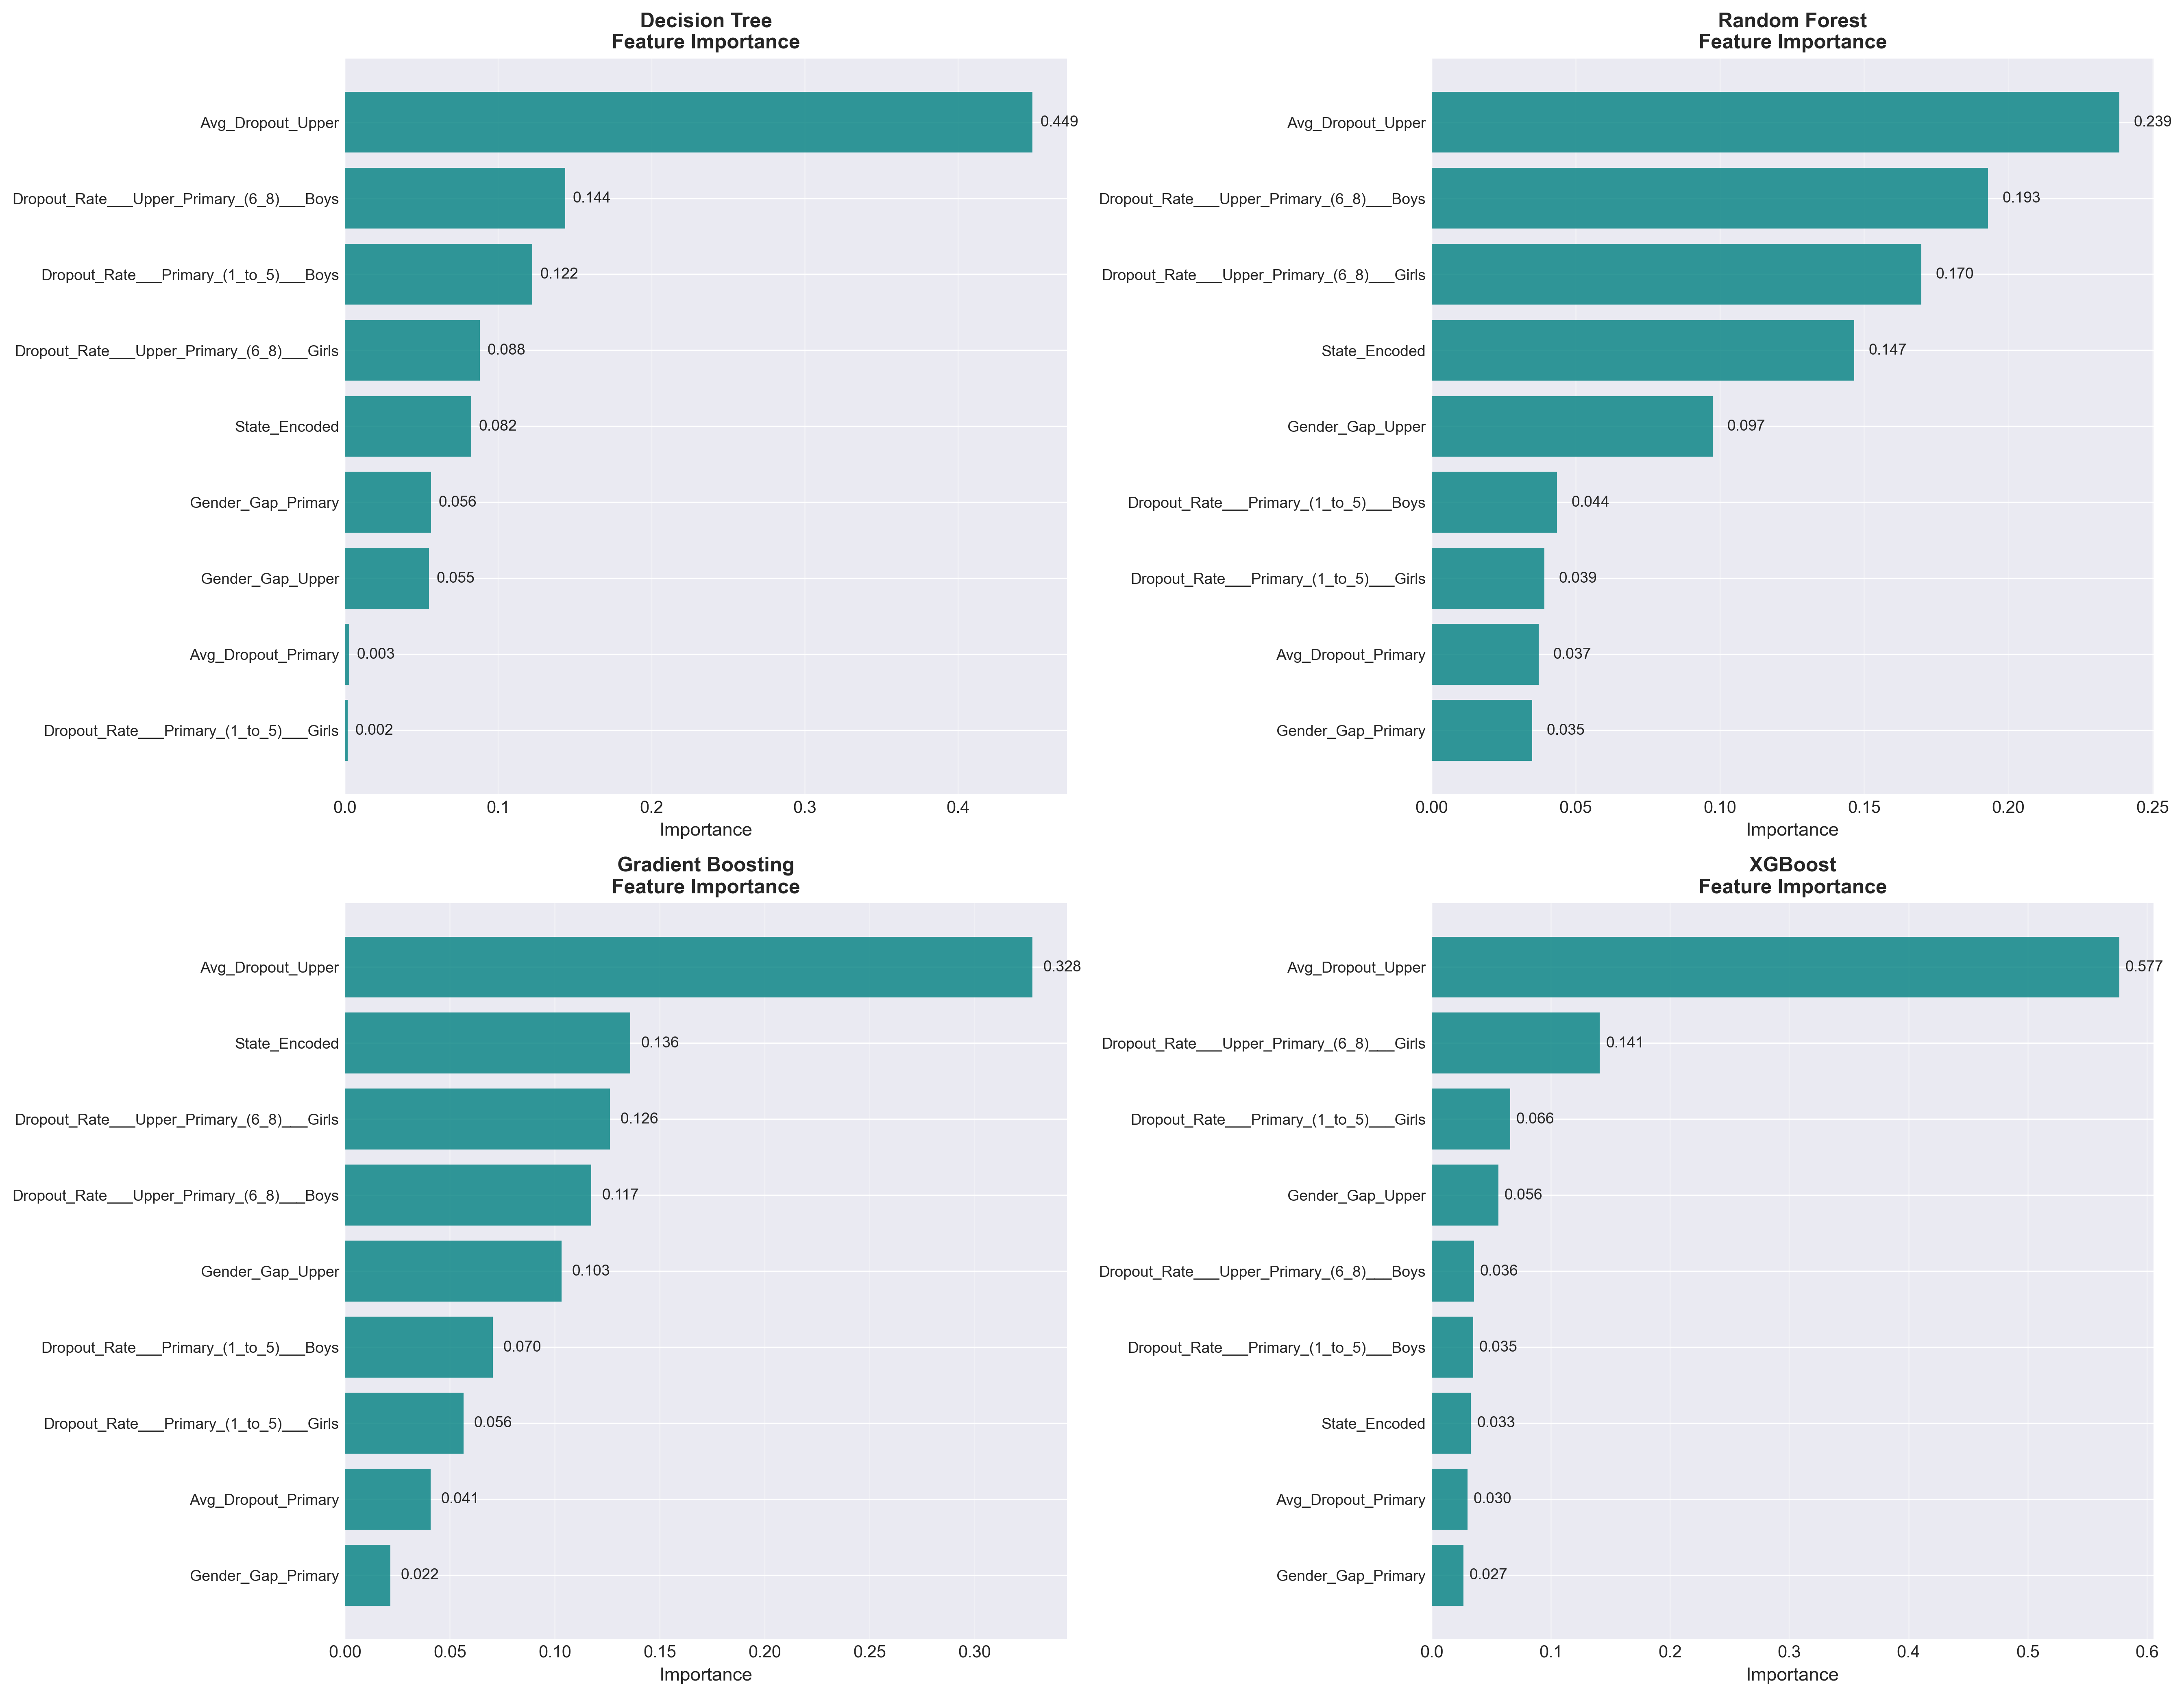 Decision Tree
Feature Importance
Avg_Dropout_Upper 0.449
Dropout_Rate___Upper_Primary_(6_8)___Boys 0.144
Dropout_Rate___Primary_(1_to_5)___Boys 0.122
Dropout_Rate___Upper_Primary_(6_8)___Girls 0.088
State_Encoded 0.082
Gender_Gap_Primary 0.056
Gender_Gap_Upper 0.055
Avg_Dropout_Primary 0.003
Dropout_Rate___Primary_(1_to_5)___Girls 0.002
0.0 0.1 0.2 0.3 0.4
Importance
Random Forest
Feature Importance
Avg_Dropout_Upper 0.239
Dropout_Rate___Upper_Primary_(6_8)___Boys 0.193
Dropout_Rate___Upper_Primary_(6_8)___Girls 0.170
State_Encoded 0.147
Gender_Gap_Upper 0.097
Dropout_Rate___Primary_(1_to_5)___Boys 0.044
Dropout_Rate___Primary_(1_to_5)___Girls 0.039
Avg_Dropout_Primary 0.037
Gender_Gap_Primary 0.035
0.00 0.05 0.10 0.15 0.20 0.25
Importance
Gradient Boosting
Feature Importance
Avg_Dropout_Upper 0.328
State_Encoded 0.136
Dropout_Rate___Upper_Primary_(6_8)___Girls 0.126
Dropout_Rate___Upper_Primary_(6_8)___Boys 0.117
Gender_Gap_Upper 0.103
Dropout_Rate___Primary_(1_to_5)___Boys 0.070
Dropout_Rate___Primary_(1_to_5)___Girls 0.056
Avg_Dropout_Primary 0.041
Gender_Gap_Primary 0.022
0.00 0.05 0.10 0.15 0.20 0.25 0.30
Importance
XGBoost
Feature Importance
Avg_Dropout_Upper 0.577
Dropout_Rate___Upper_Primary_(6_8)___Girls 0.141
Dropout_Rate___Primary_(1_to_5)___Girls 0.066
Gender_Gap_Upper 0.056
Dropout_Rate___Upper_Primary_(6_8)___Boys 0.036
Dropout_Rate___Primary_(1_to_5)___Boys 0.035
State_Encoded 0.033
Avg_Dropout_Primary 0.030
Gender_Gap_Primary 0.027
0.0 0.1 0.2 0.3 0.4 0.5 0.6
Importance